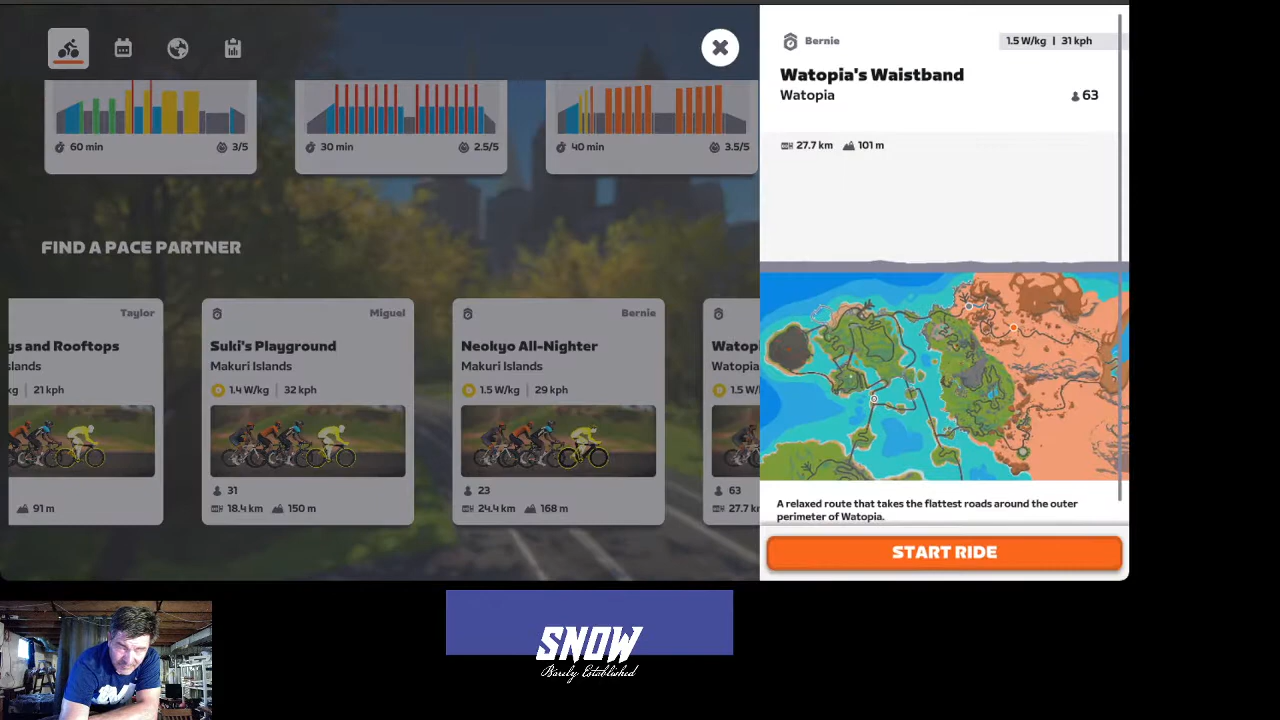 60 min
3/5
30 min
2.5/5
40 min
3.5/5
FIND A PACE PARTNER
Taylor
ys and Rooftops
slands
kg | 21 kph
91 m
Miguel
Suki's Playground
Makuri Islands
D 1.4 W/kg | 32 kph
31
18.4 km 150 m
Bernie
Neokyo All-Nighter
Makuri Islands
D 1.5 W/kg | 29 kph
23
24.4 km 168 m
Watop
Watopia
D 1.5 W/
63
27.7 k
Bernie
1.5 W/kg | 31 kph
Watopia's Waistband
Watopia
63
27.7 km 101 m
A relaxed route that takes the flattest roads around the outer
perimeter of Watopia.
START RIDE
SNOW
Barely Established